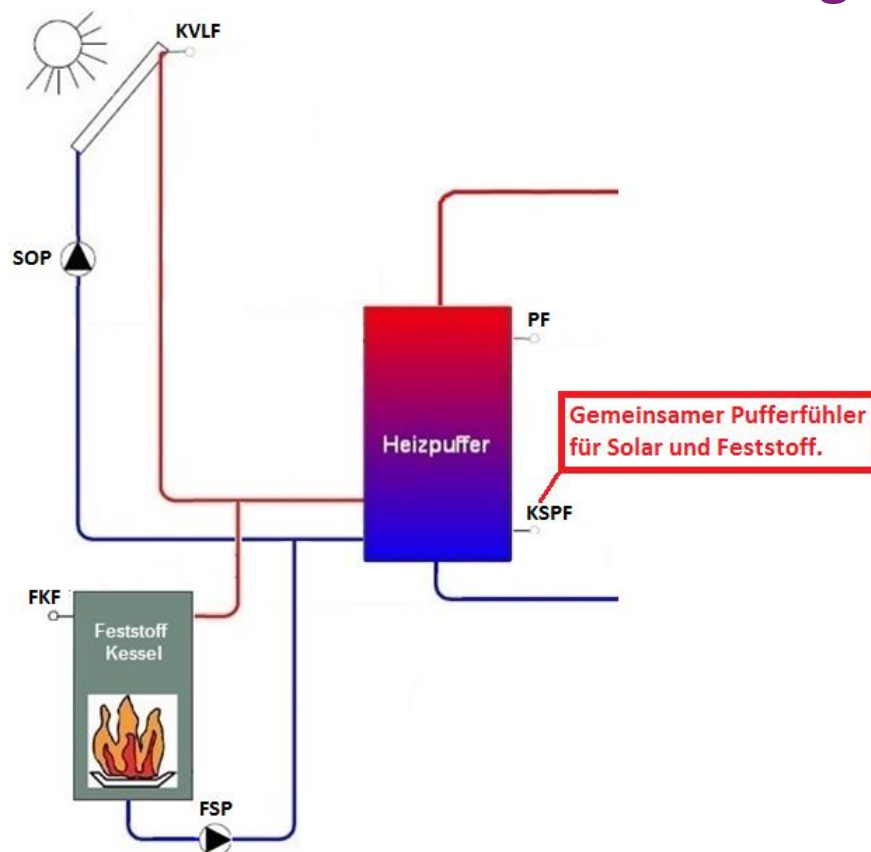 KVLF
SOP
PF
Gemeinsamer Pufferfühler
für Solar und Feststoff.
Heizpuffer
KSPF
FKF
Feststoff
Kessel
FSP